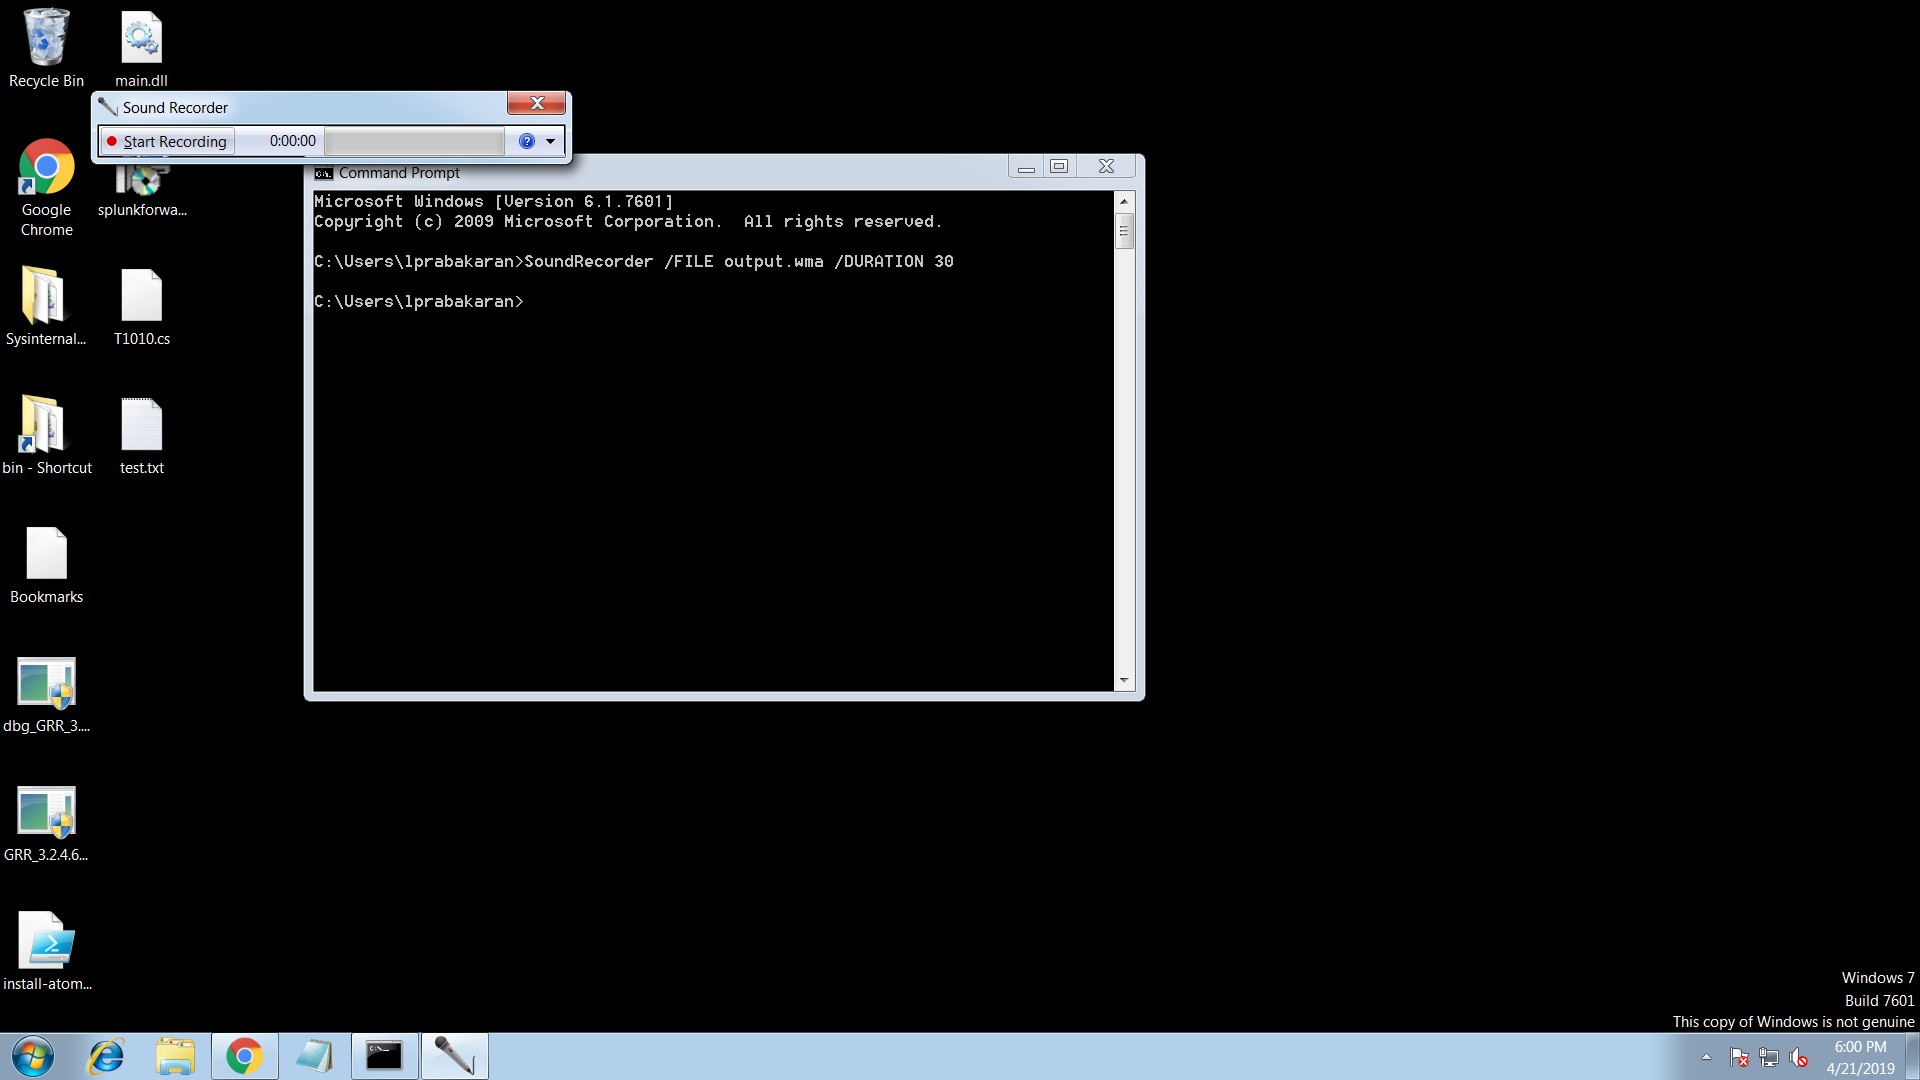 Recycle Bin
main.dll
Sound Recorder
Start Recording
0:00:00
Google
Chrome
splunkforwa...
Command Prompt
Microsoft Windows [Version 6.1.7601]
Copyright (c) 2009 Microsoft Corporation.  All rights reserved.
C:\Users\lprabakaran>SoundRecorder /FILE output.wma /DURATION 30
C:\Users\lprabakaran>
Sysinternal...
T1010.cs
bin - Shortcut
test.txt
Bookmarks
dbg_GRR_3....
GRR_3.2.4.6...
install-atom...
Windows 7
Build 7601
This copy of Windows is not genuine
6:00 PM
4/21/2019